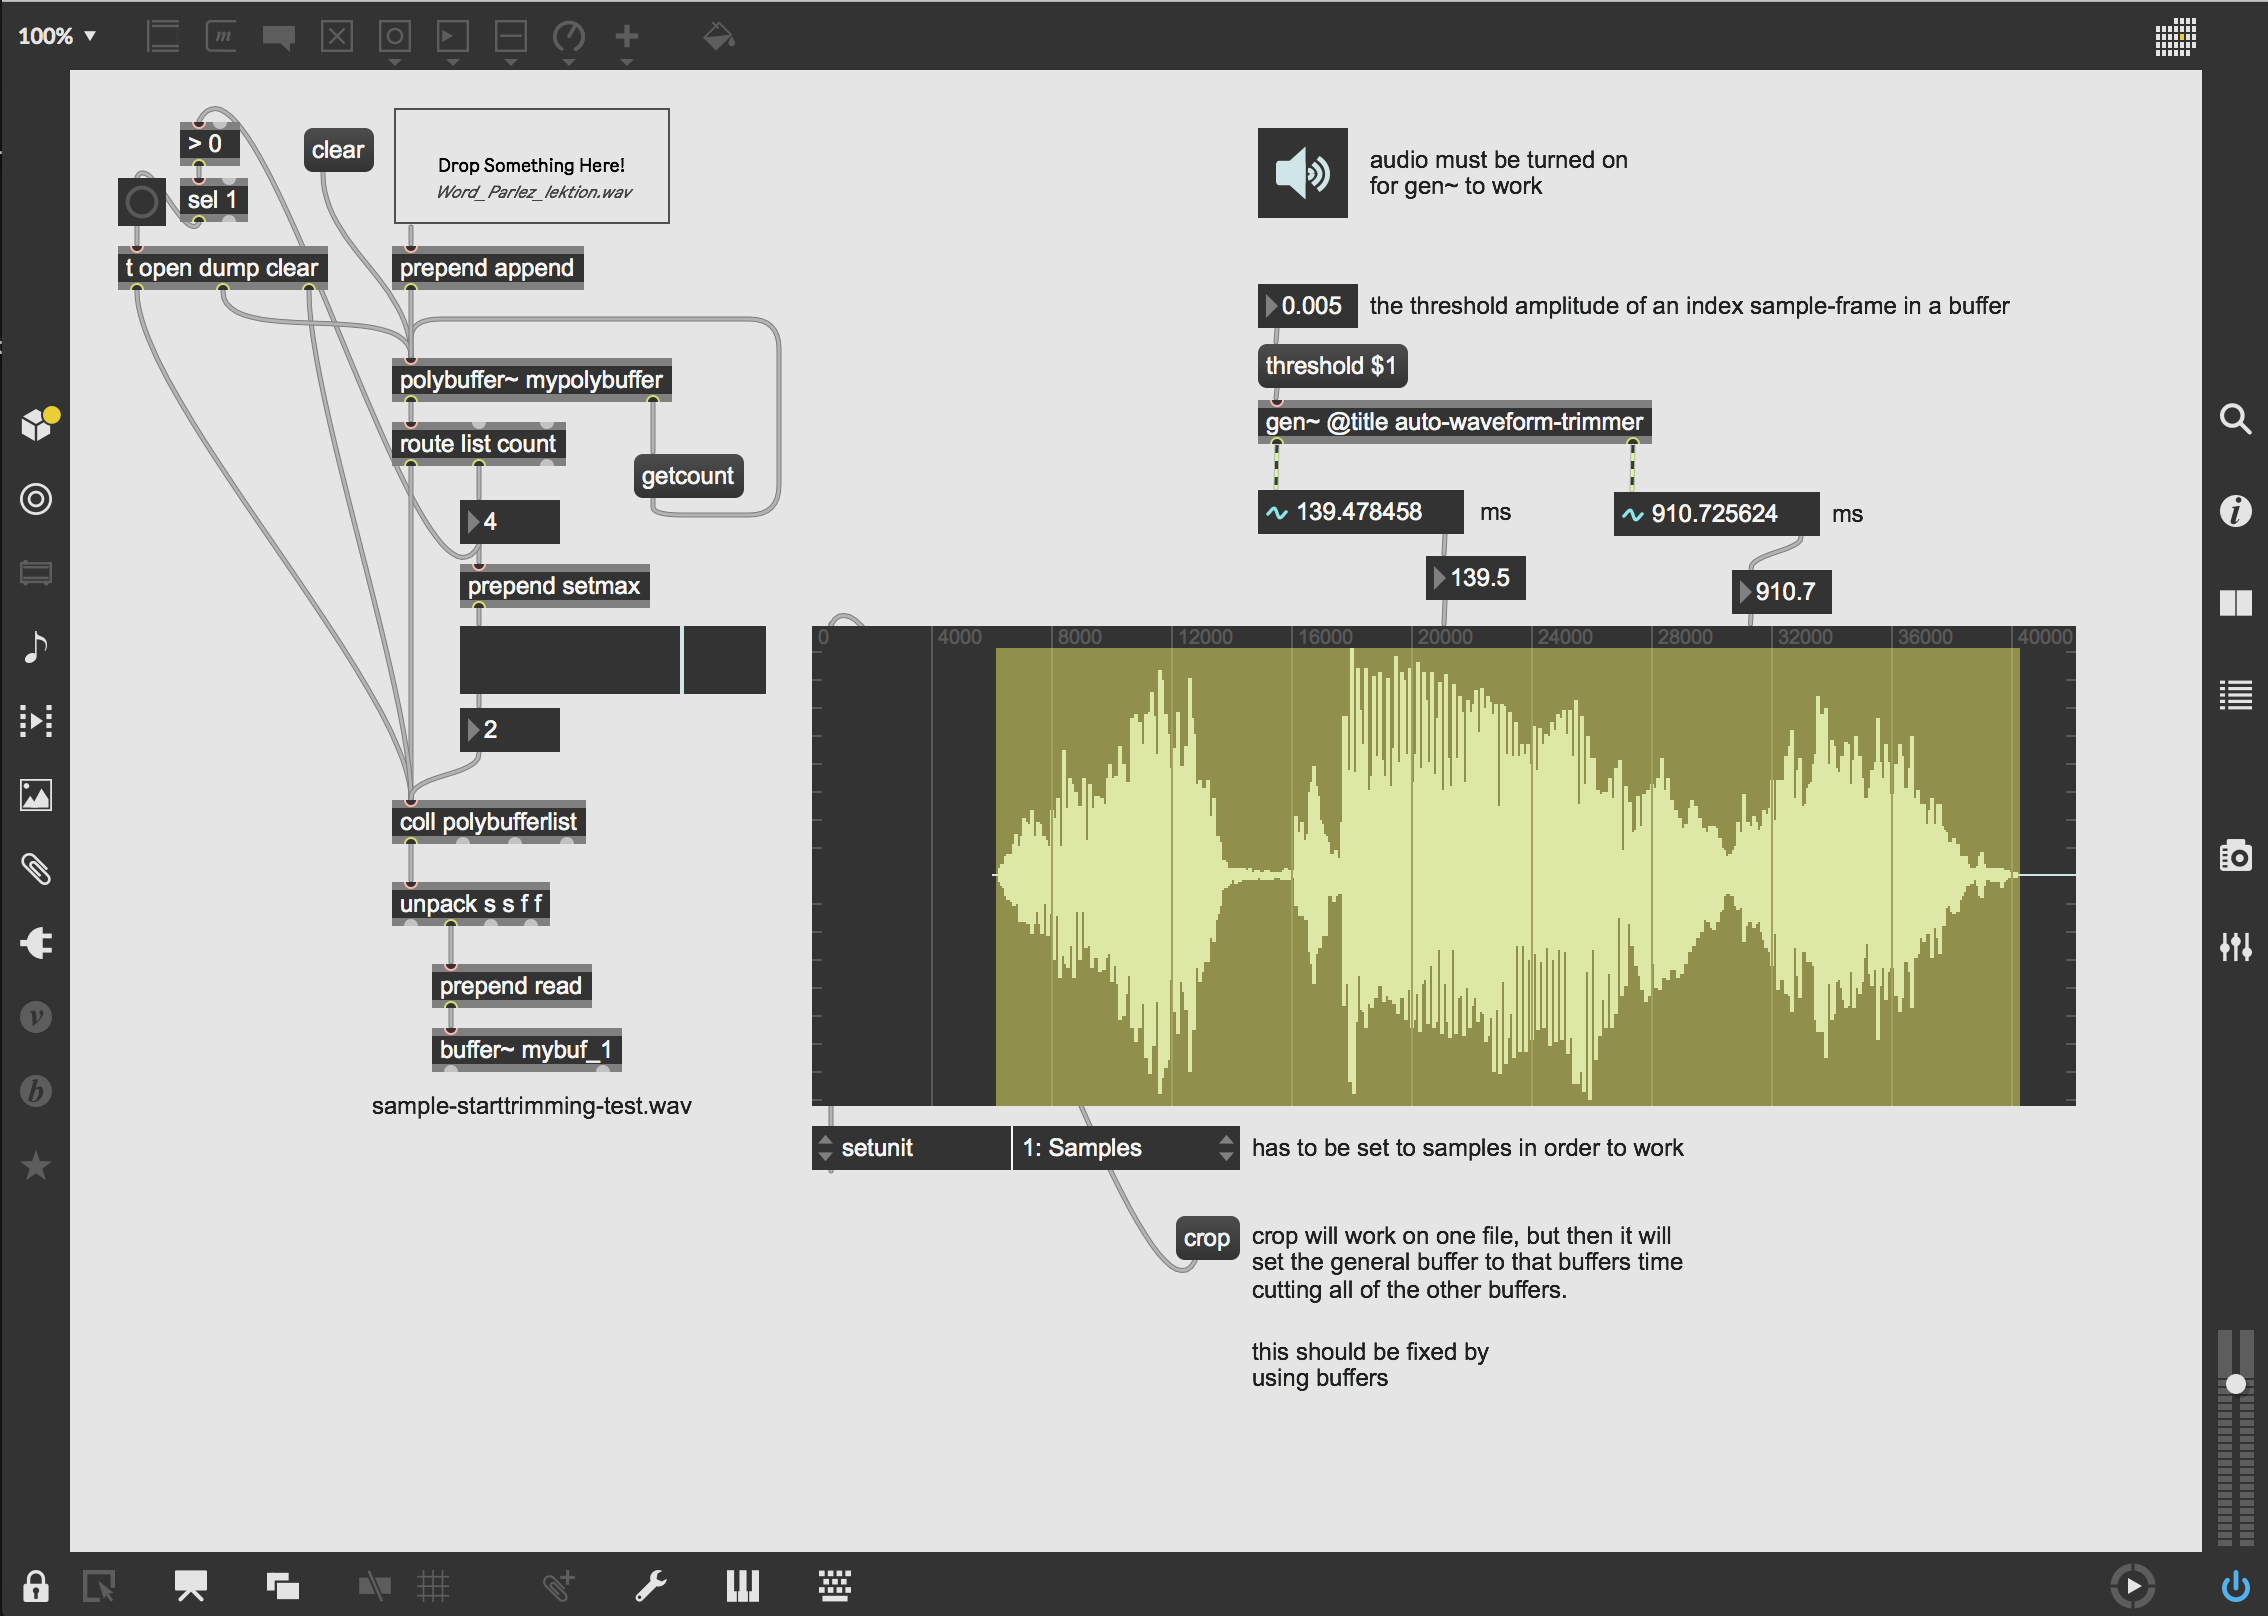 100%
m
> 0
clear
Drop Something Here!
Word_Parlez_lektion.wav
sel 1
t open dump clear
prepend append
polybuffer~ mypolybuffer
route list count
getcount
4
prepend setmax
2
coll polybufferlist
unpack s s f f
prepend read
buffer~ mybuf_1
sample-starttrimming-test.wav
audio must be turned on
for gen~ to work
0.005
the threshold amplitude of an index sample-frame in a buffer
threshold $1
gen~ @title auto-waveform-trimmer
139.478458
ms
910.725624
ms
139.5
910.7
0 4000 8000 12000 16000 20000 24000 28000 32000 36000 40000
setunit
1: Samples
has to be set to samples in order to work
crop
crop will work on one file, but then it will
set the general buffer to that buffers time
cutting all of the other buffers.
this should be fixed by
using buffers
i
v
b